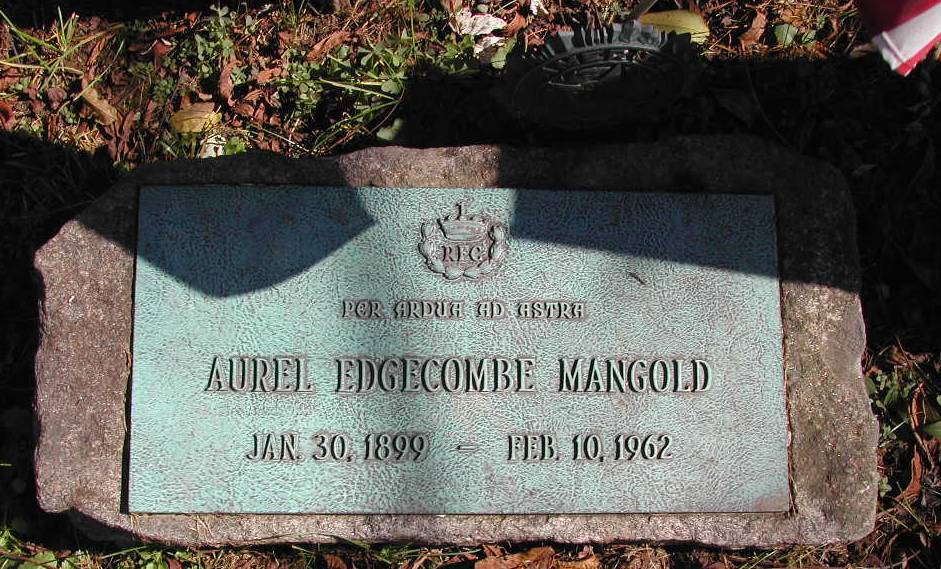 RFC
PER ARDUA AD ASTRA
AUREL EDGECOMBE MANGOLD
JAN. 30, 1899 – FEB. 10, 1962